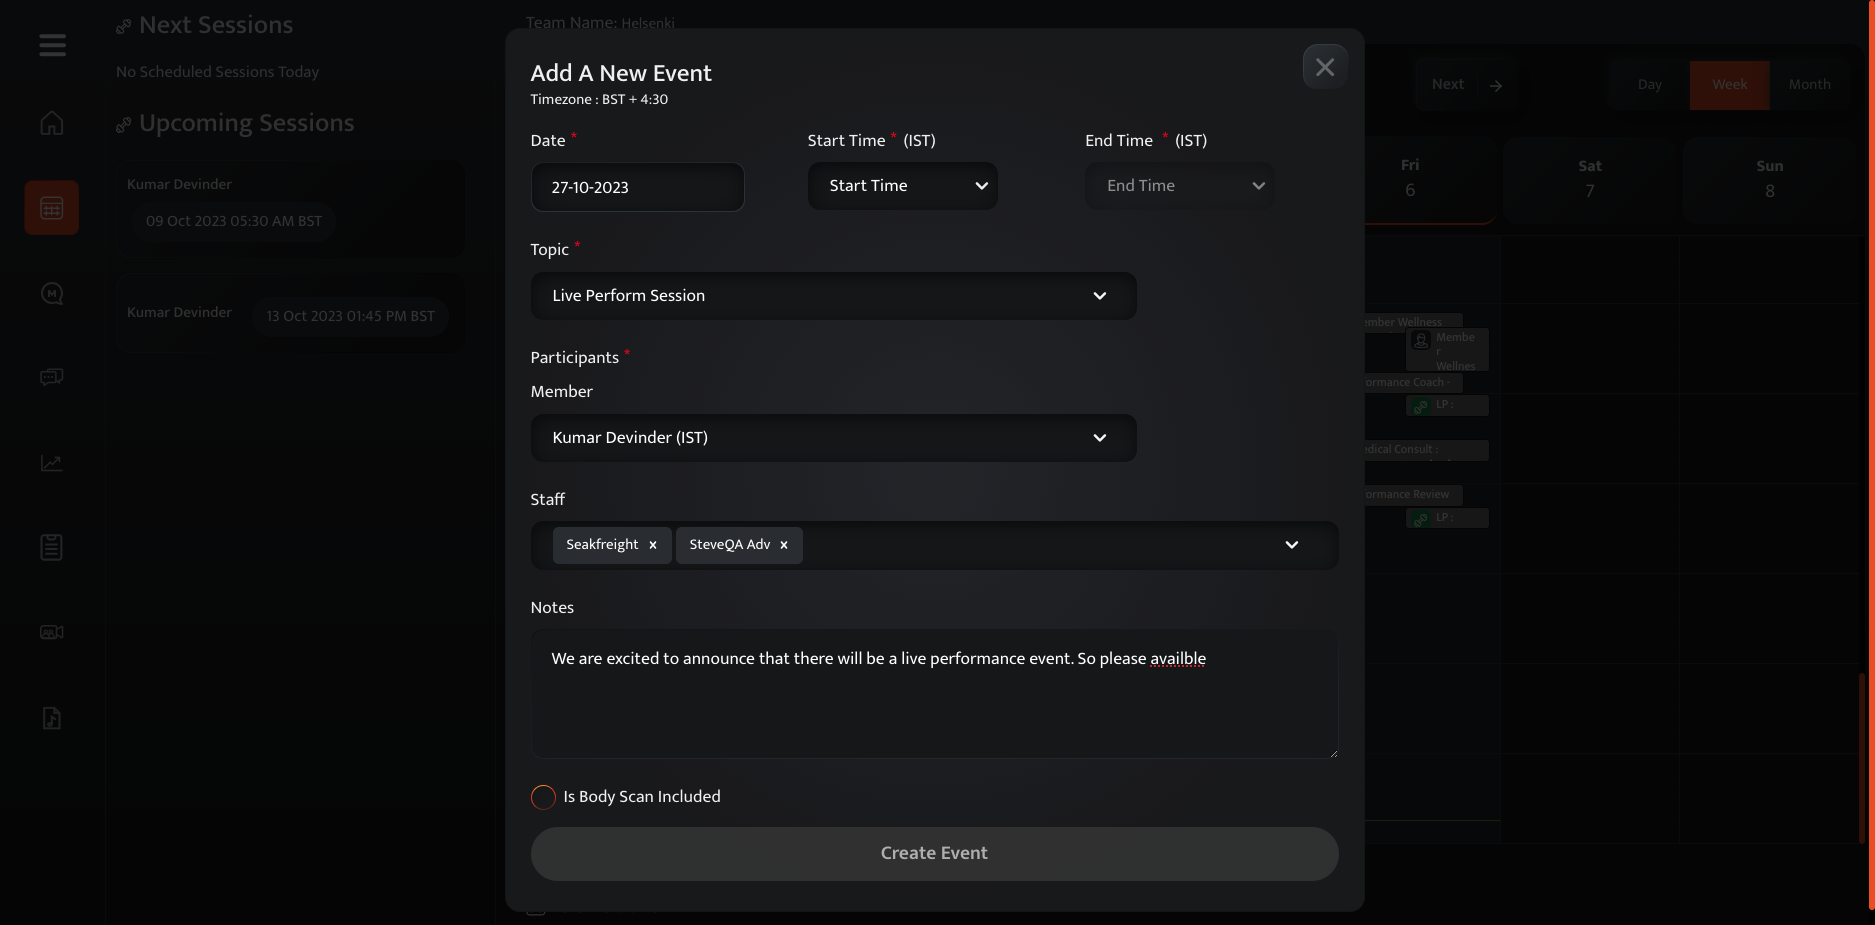 Next Sessions
No Scheduled Sessions Today
Upcoming Sessions
Kumar Devinder
09 Oct 2023 05:30 AM BST
Kumar Devinder
13 Oct 2023 01:45 PM BST
Team Name: Helsenki
Add A New Event
Timezone : BST + 4:30
Date *
Start Time * (IST)
End Time * (IST)
27-10-2023
Start Time
End Time
Topic *
Live Perform Session
Participants *
Member
Kumar Devinder (IST)
Staff
Seakfreight x
SteveQA Adv x
Notes
We are excited to announce that there will be a live performance event. So please availble
Is Body Scan Included
Create Event
Next →
Day
Week
Month
Fri
6
Sat
7
Sun
8
ember Wellness
Membe
r
Wellnes
ormance Coach -
LP :
edical Consult :
ormance Review
LP :